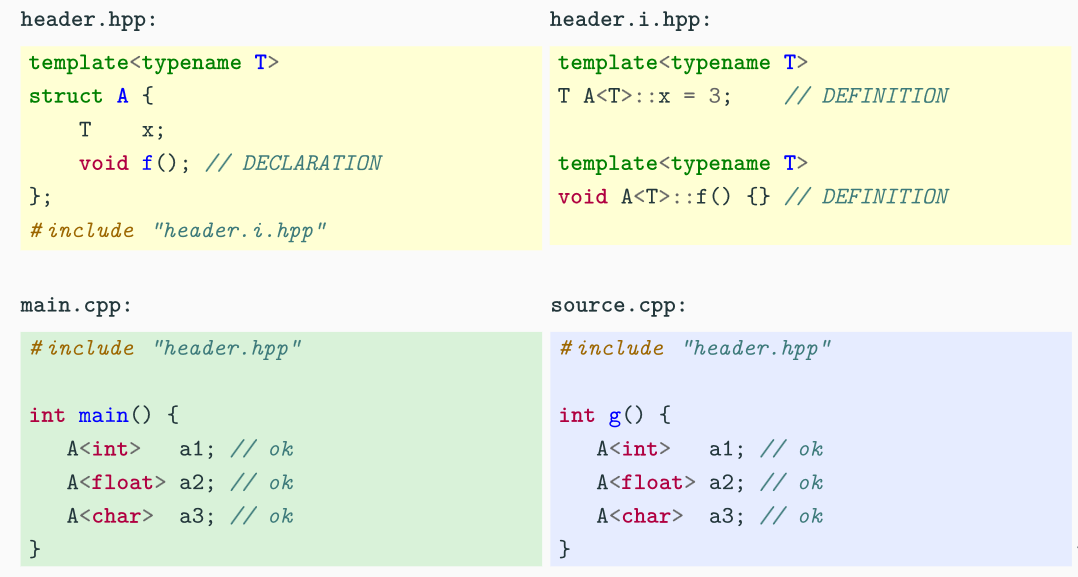 header.hpp:
template<typename T>
struct A {
    T    x;
    void f(); // DECLARATION
};
#include "header.i.hpp"
header.i.hpp:
template<typename T>
T A<T>::x = 3;    // DEFINITION
template<typename T>
void A<T>::f() {} // DEFINITION
main.cpp:
#include "header.hpp"
int main() {
   A<int>   a1; // ok
   A<float> a2; // ok
   A<char>  a3; // ok
}
source.cpp:
#include "header.hpp"
int g() {
   A<int>   a1; // ok
   A<float> a2; // ok
   A<char>  a3; // ok
}